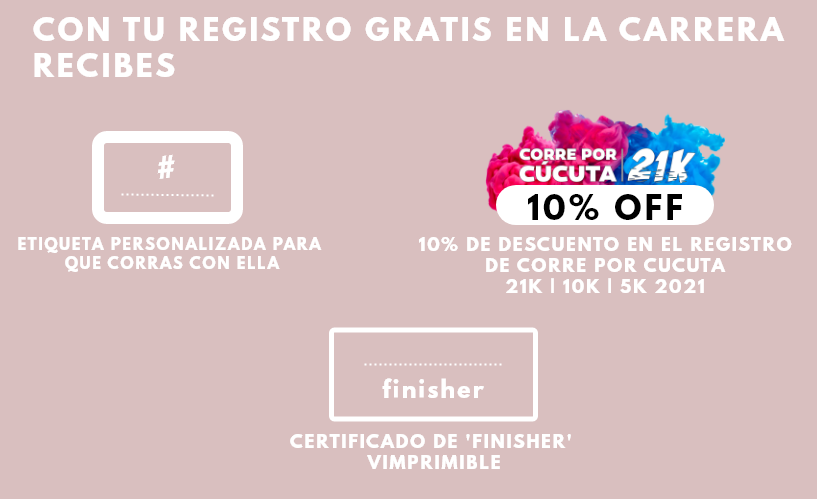 CON TU REGISTRO GRATIS EN LA CARRERA
RECIBES
#
ETIQUETA PERSONALIZADA PARA
QUE CORRAS CON ELLA
CORRE POR
CÚCUTA
21K
10% OFF
10% DE DESCUENTO EN EL REGISTRO
DE CORRE POR CUCUTA
21K | 10K | 5K 2021
finisher
CERTIFICADO DE 'FINISHER'
VIMPRIMIBLE